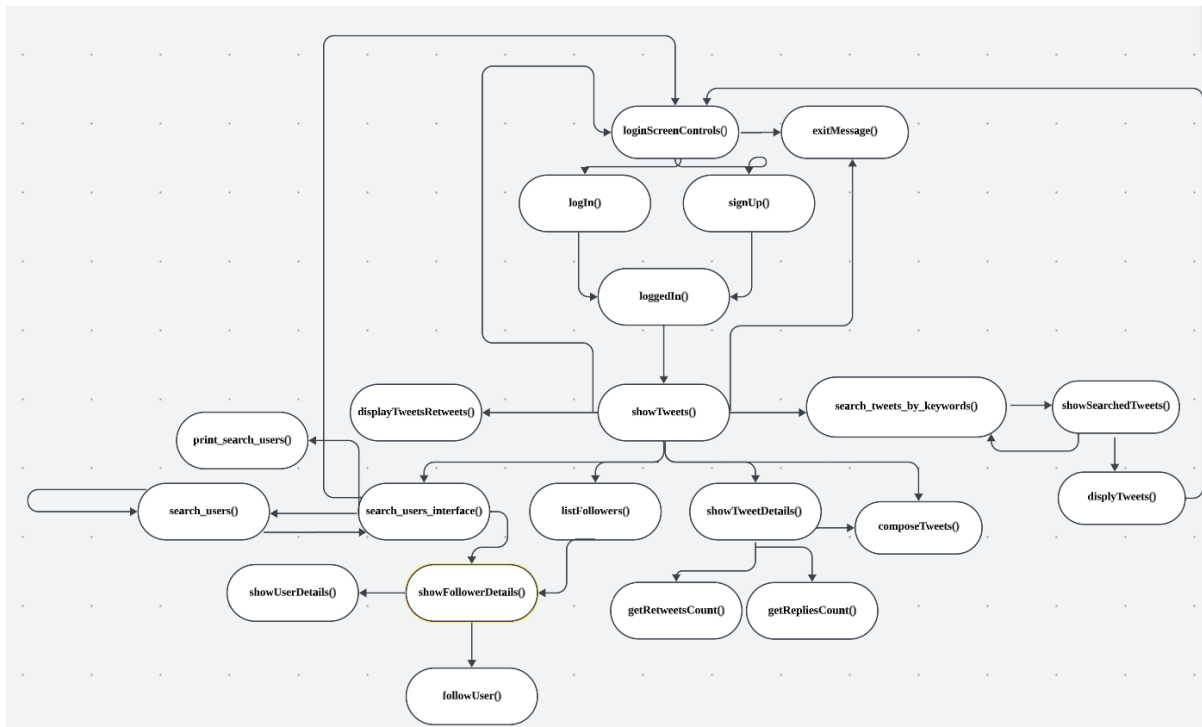 loginScreenControls()
exitMessage()
logIn()
signUp()
loggedIn()
displayTweetsRetweets()
showTweets()
search_tweets_by_keywords()
showSearchedTweets()
print_search_users()
search_users()
search_users_interface()
listFollowers()
showTweetDetails()
composeTweets()
displyTweets()
showUserDetails()
showFollowerDetails()
getRetweetsCount()
getRepliesCount()
followUser()